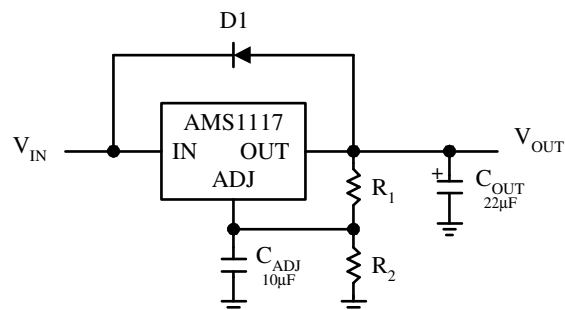 D1
AMS1117
V_IN IN OUT V_OUT
ADJ
R_1
+ C_OUT
22µF
C_ADJ
10µF
R_2